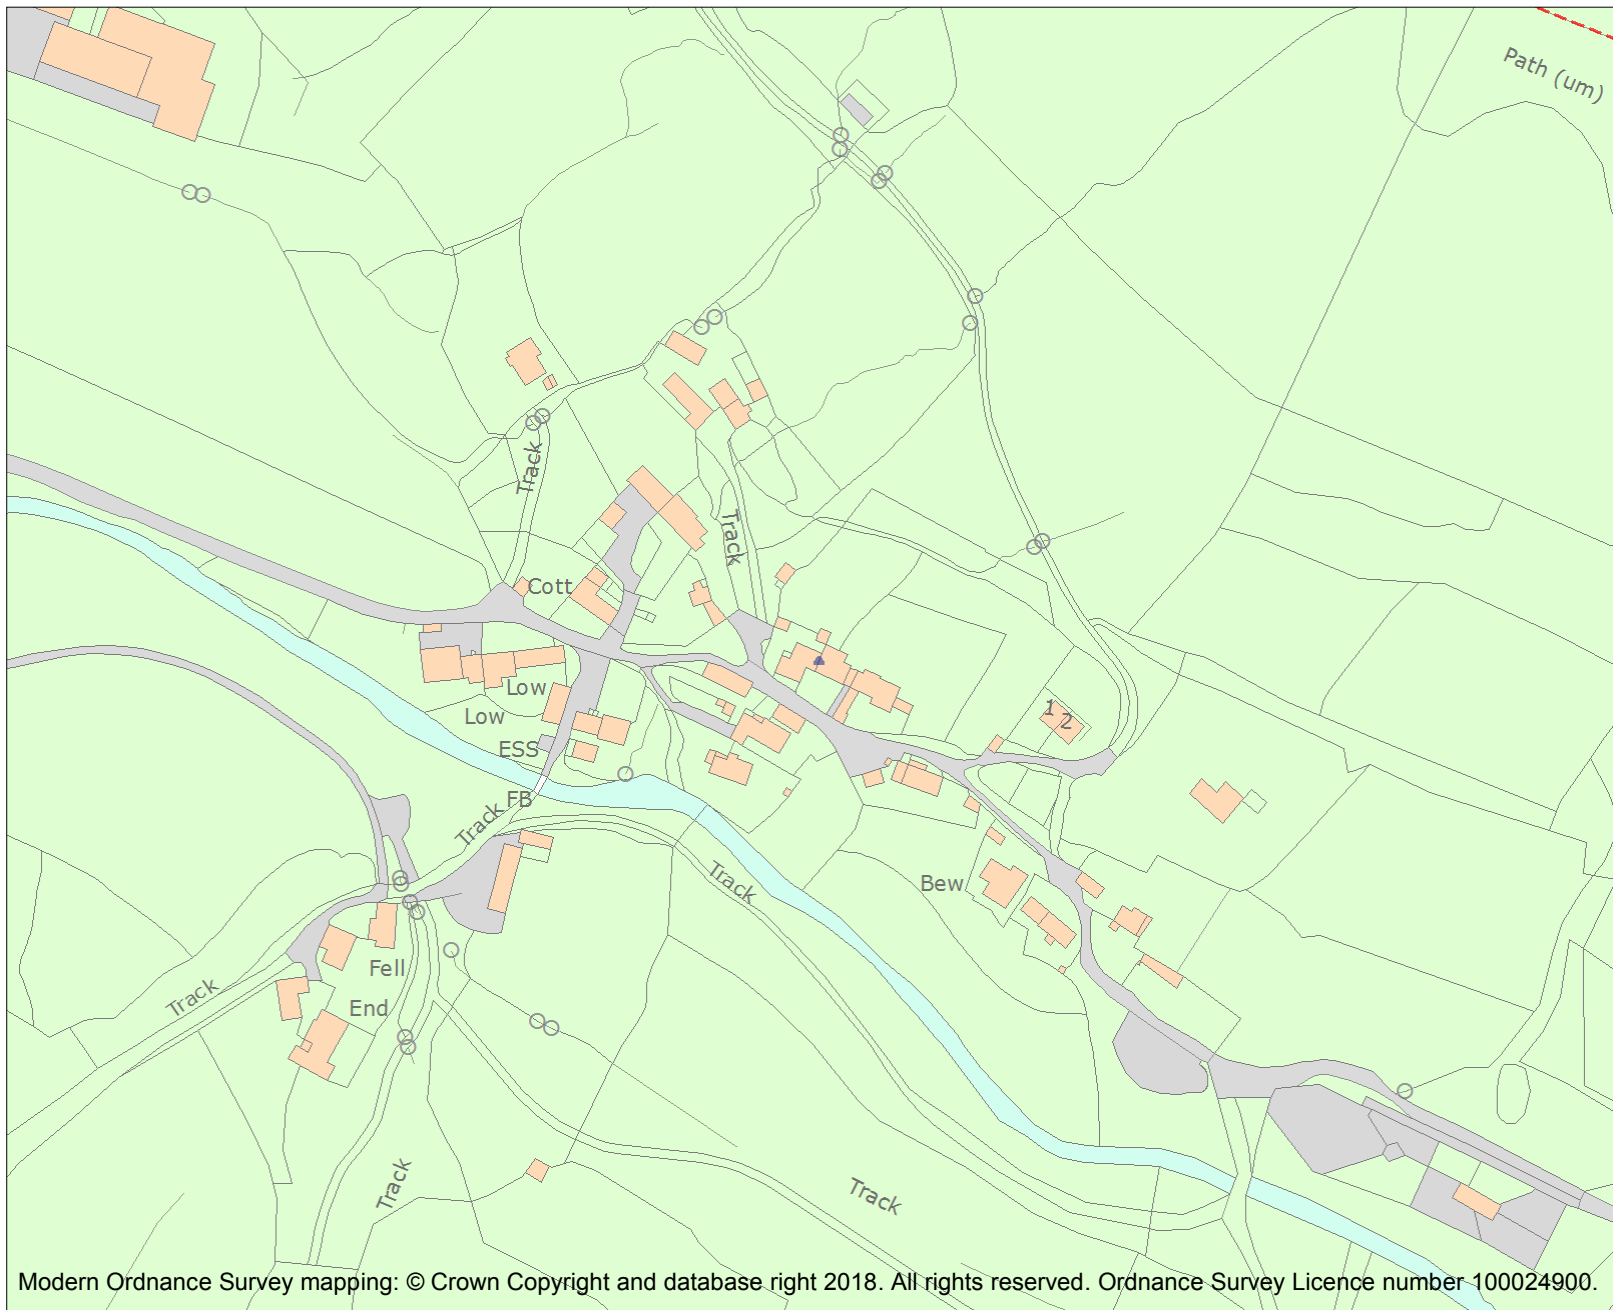 Path (um)
Track
Track
Cott
Low
Low
1
2
ESS
FB
Track
Track
Bew
Fell
Track
End
Track
Track
Modern Ordnance Survey mapping: © Crown Copyright and database right 2018. All rights reserved. Ordnance Survey Licence number 100024900.